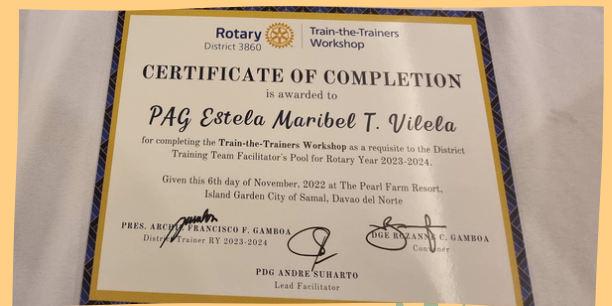 Rotary
District 3860
Train-the-Trainers
Workshop
CERTIFICATE OF COMPLETION
is awarded to
PAG Estela Maribel T. Vilela
for completing the Train-the-Trainers Workshop as a requisite to the District
Training Team Facilitator's Pool for Rotary Year 2023-2024.
Given this 6th day of November, 2022 at The Pearl Farm Resort,
Island Garden City of Samal, Davao del Norte
PRES. ARCHIE FRANCISCO F. GAMBOA
District Trainer RY 2023-2024
DGE ROZANNE C. GAMBOA
Convener
PDG ANDRE SUHARTO
Lead Facilitator